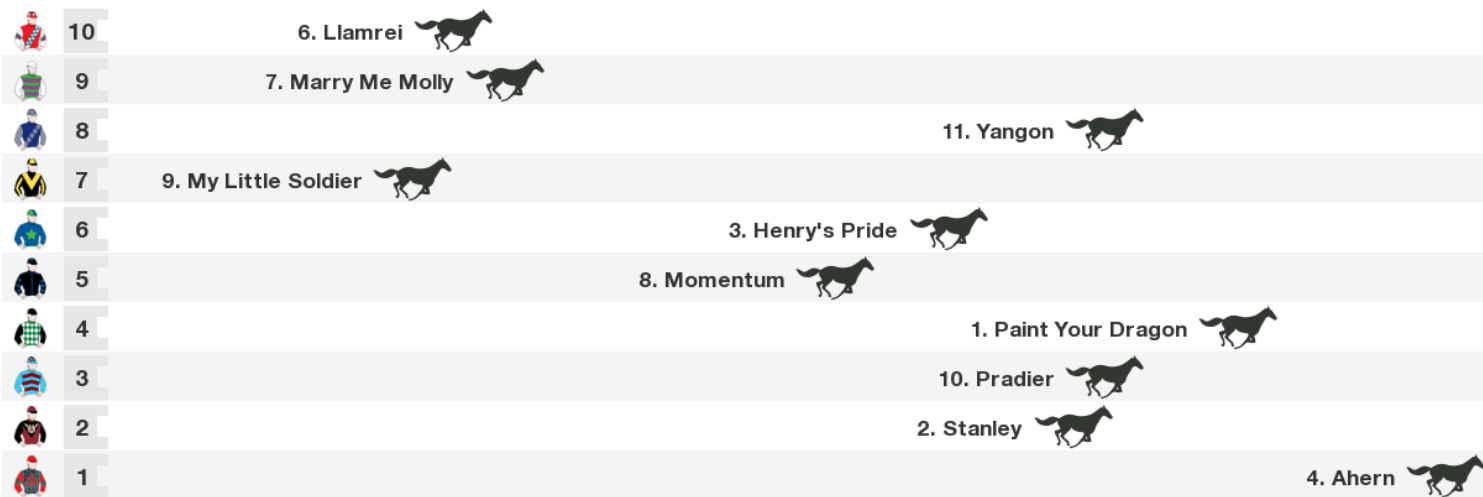 10 6. Llamrei
9 7. Marry Me Molly
8 11. Yangon
7 9. My Little Soldier
6 3. Henry's Pride
5 8. Momentum
4 1. Paint Your Dragon
3 10. Pradier
2 2. Stanley
1 4. Ahern